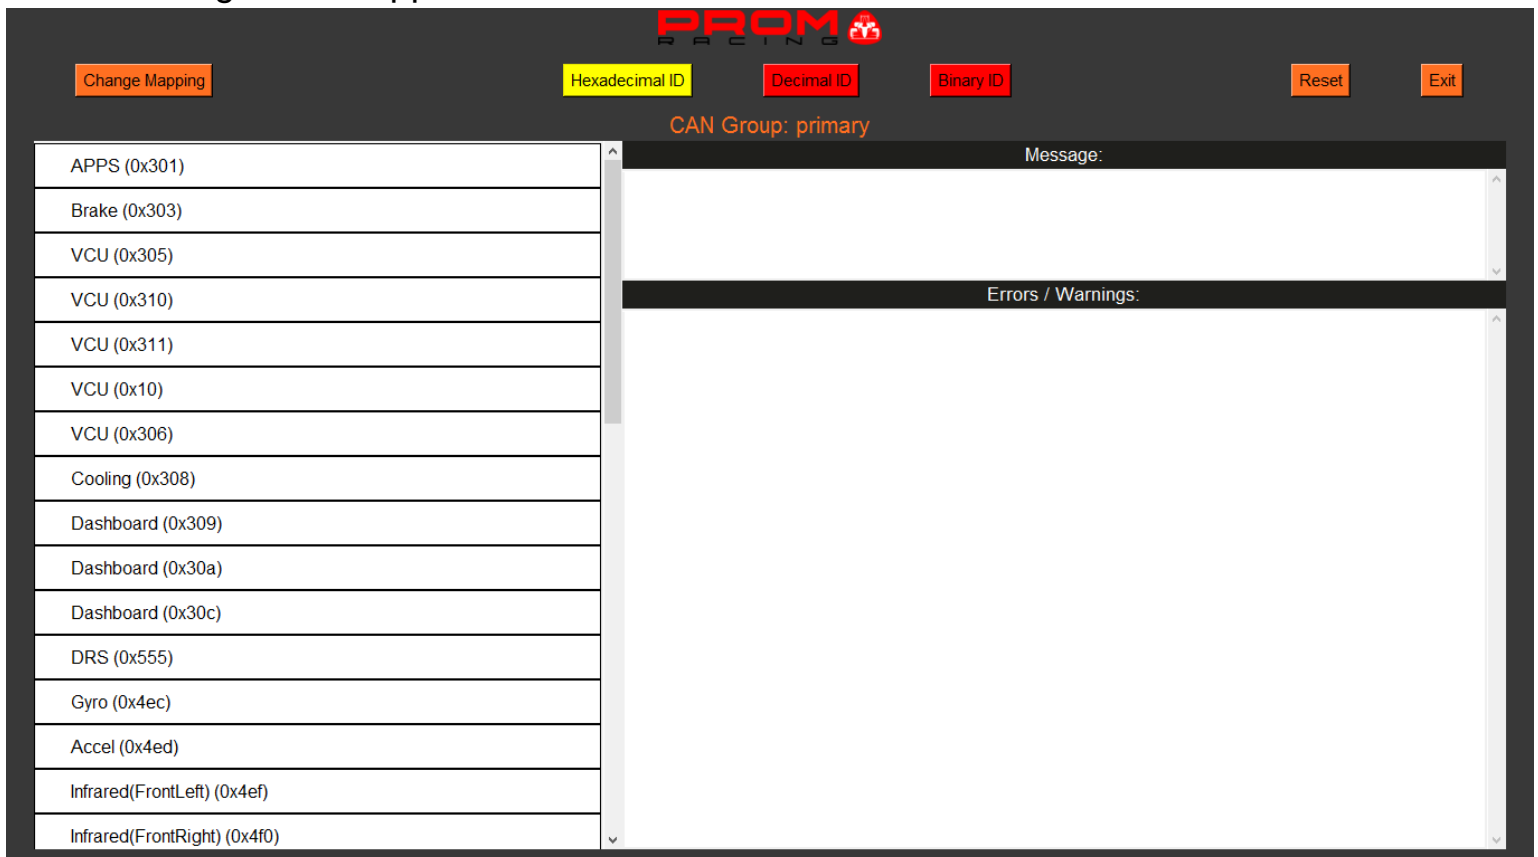 PROM
RACING
Change Mapping
Hexadecimal ID
Decimal ID
Binary ID
Reset
Exit
CAN Group: primary
APPS (0x301)
Brake (0x303)
VCU (0x305)
VCU (0x310)
VCU (0x311)
VCU (0x10)
VCU (0x306)
Cooling (0x308)
Dashboard (0x309)
Dashboard (0x30a)
Dashboard (0x30c)
DRS (0x555)
Gyro (0x4ec)
Accel (0x4ed)
Infrared(FrontLeft) (0x4ef)
Infrared(FrontRight) (0x4f0)
Message:
Errors / Warnings: